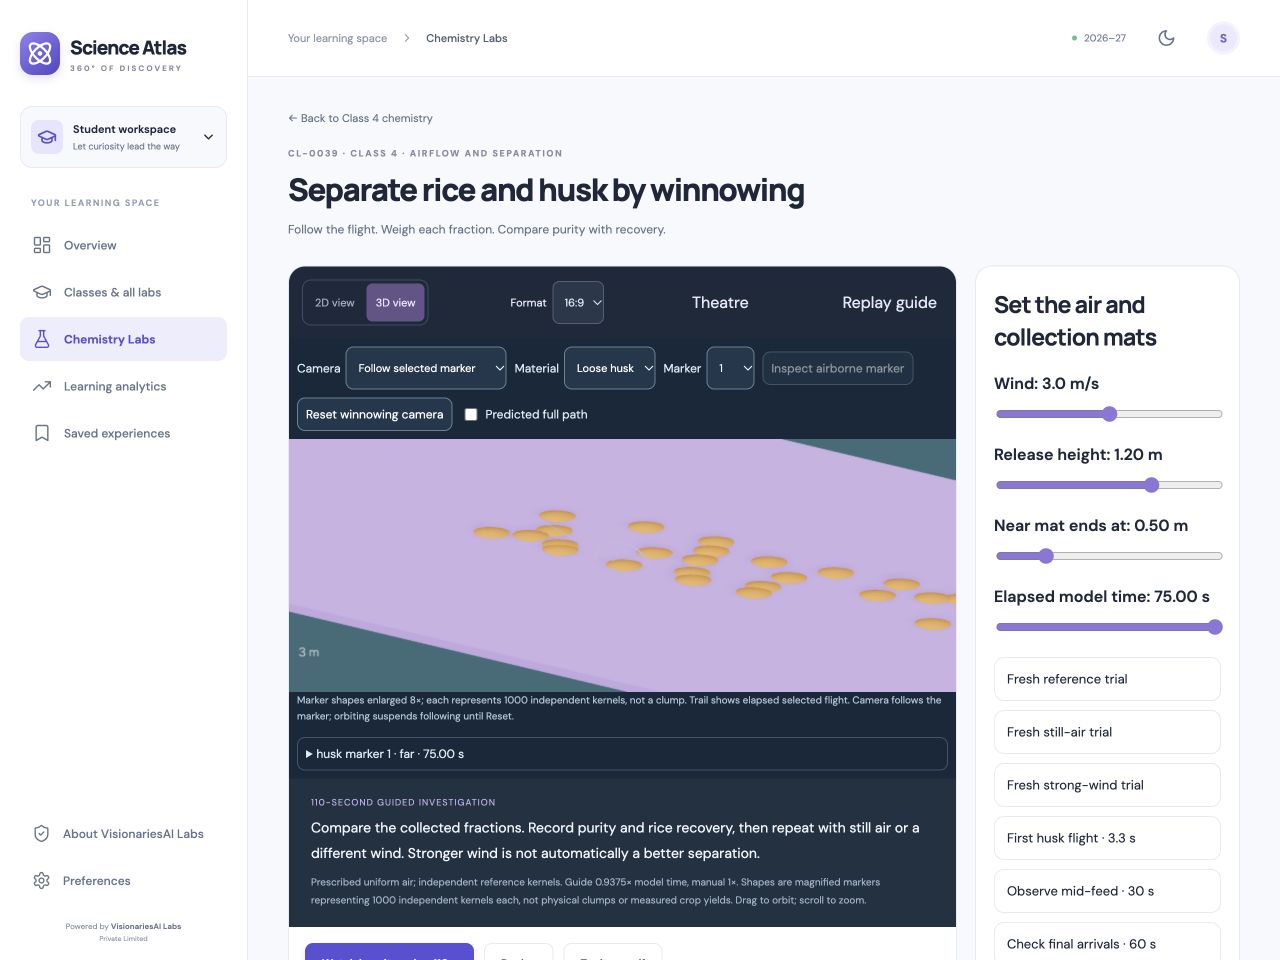 Science Atlas
360° OF DISCOVERY
Student workspace
Let curiosity lead the way
YOUR LEARNING SPACE
Overview
Classes & all labs
Chemistry Labs
Learning analytics
Saved experiences
About VisionariesAI Labs
Preferences
Powered by VisionariesAI Labs
Private Limited
Your learning space > Chemistry Labs
2026–27
S
← Back to Class 4 chemistry
CL-0039 · CLASS 4 · AIRFLOW AND SEPARATION
Separate rice and husk by winnowing
Follow the flight. Weigh each fraction. Compare purity with recovery.
2D view 3D view Format 16:9 Theatre Replay guide
Camera Follow selected marker Material Loose husk Marker 1 Inspect airborne marker
Reset winnowing camera Predicted full path
3 m
Marker shapes enlarged 8×; each represents 1000 independent kernels, not a clump. Trail shows elapsed selected flight. Camera follows the
marker; orbiting suspends following until Reset.
▶ husk marker 1 · far · 75.00 s
110-SECOND GUIDED INVESTIGATION
Compare the collected fractions. Record purity and rice recovery, then repeat with still air or a
different wind. Stronger wind is not automatically a better separation.
Prescribed uniform air; independent reference kernels. Guide 0.9375× model time, manual 1×. Shapes are magnified markers
representing 1000 independent kernels each, not physical clumps or measured crop yields. Drag to orbit; scroll to zoom.
Set the air and
collection mats
Wind: 3.0 m/s
Release height: 1.20 m
Near mat ends at: 0.50 m
Elapsed model time: 75.00 s
Fresh reference trial
Fresh still-air trial
Fresh strong-wind trial
First husk flight · 3.3 s
Observe mid-feed · 30 s
Check final arrivals · 60 s